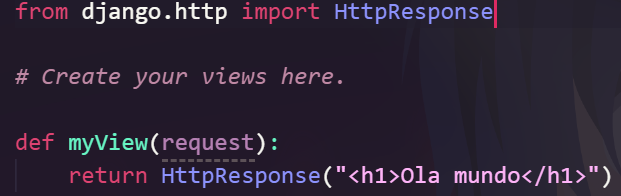 from django.http import HttpResponse
# Create your views here.
def myView(request):
    return HttpResponse("<h1>Ola mundo</h1>")